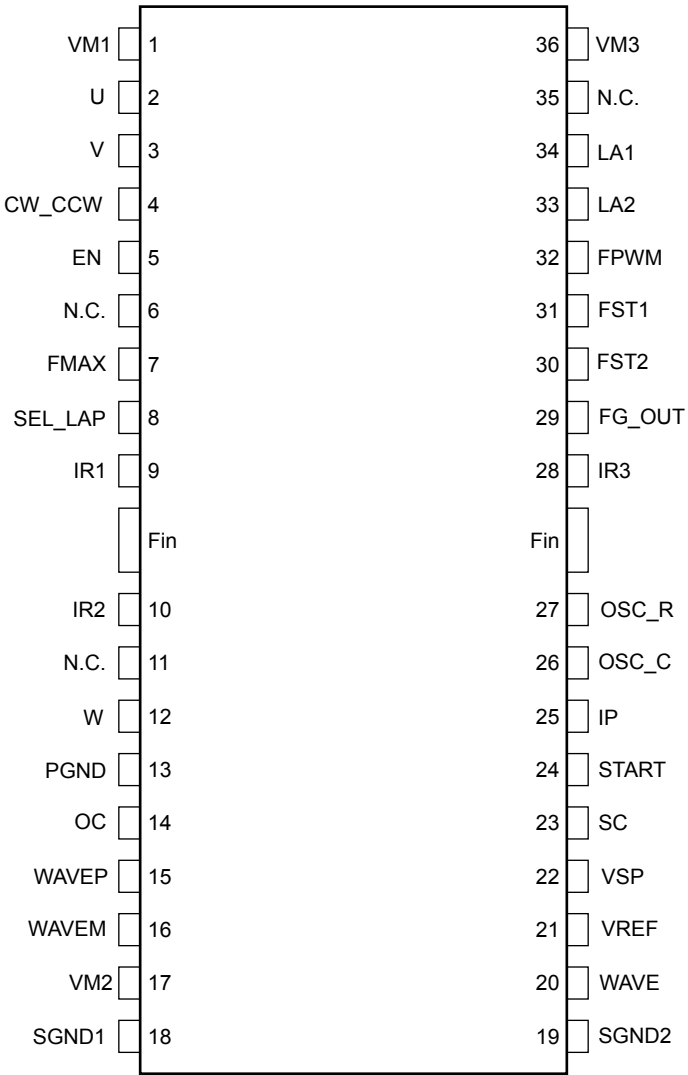 VM1 1 36 VM3
U 2 35 N.C.
V 3 34 LA1
CW_CCW 4 33 LA2
EN 5 32 FPWM
N.C. 6 31 FST1
FMAX 7 30 FST2
SEL_LAP 8 29 FG_OUT
IR1 9 28 IR3
Fin Fin
IR2 10 27 OSC_R
N.C. 11 26 OSC_C
W 12 25 IP
PGND 13 24 START
OC 14 23 SC
WAVEP 15 22 VSP
WAVEM 16 21 VREF
VM2 17 20 WAVE
SGND1 18 19 SGND2